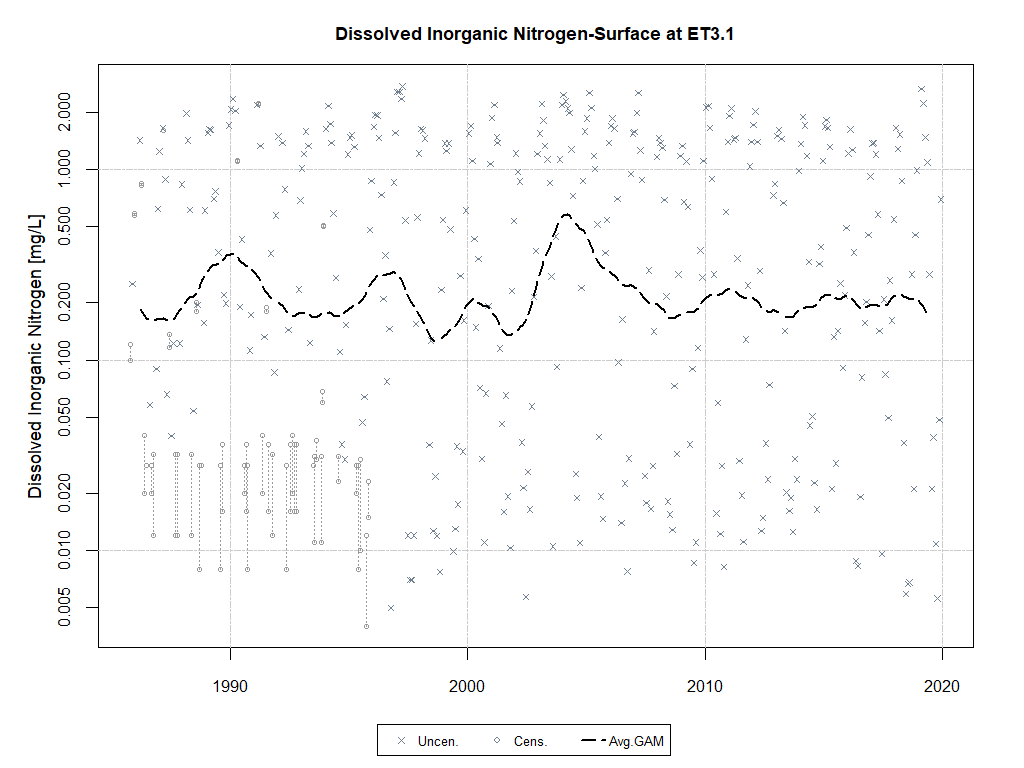 Dissolved Inorganic Nitrogen-Surface at ET3.1
Dissolved Inorganic Nitrogen [mg/L]
2.000
1.000
0.500
0.200
0.100
0.050
0.020
0.010
0.005
1990 2000 2010 2020
Uncen. Cens. Avg.GAM